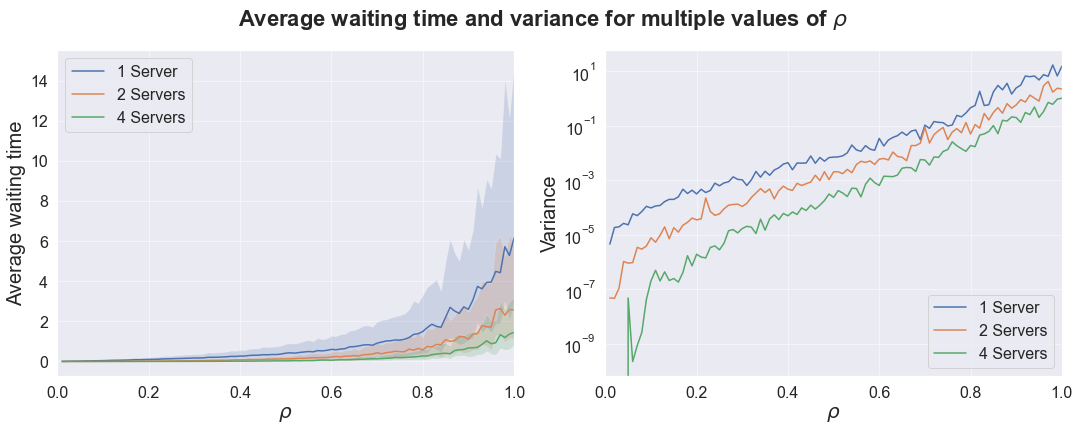 Average waiting time and variance for multiple values of ρ
Average waiting time
14
12
10
8
6
4
2
0
0.0 0.2 0.4 0.6 0.8 1.0
ρ
1 Server
2 Servers
4 Servers
Variance
10¹
10⁻¹
10⁻³
10⁻⁵
10⁻⁷
10⁻⁹
0.0 0.2 0.4 0.6 0.8 1.0
ρ
1 Server
2 Servers
4 Servers